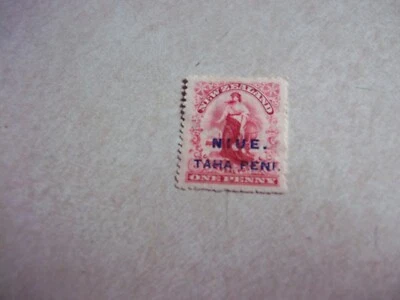 NEW ZEALAND
NIUE.
TAHA PENI.
ONE PENNY